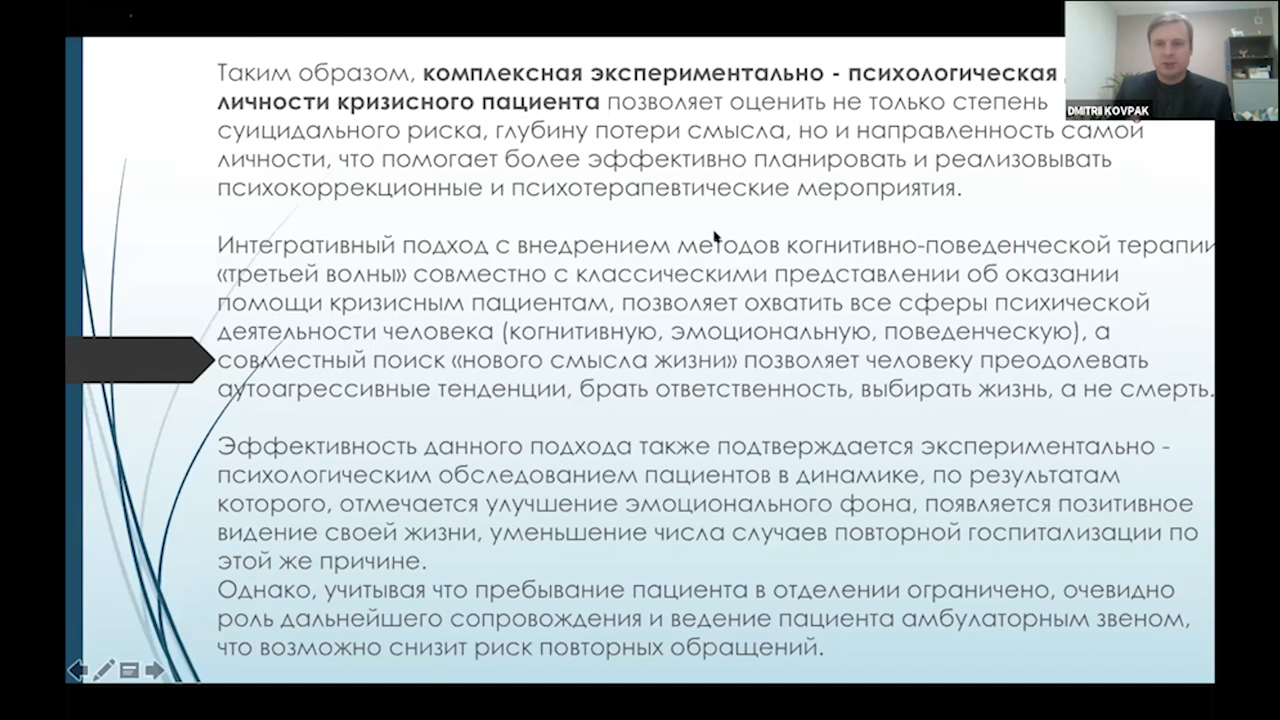 Таким образом, комплексная экспериментально - психологическая
личности кризисного пациента позволяет оценить не только степень
суицидального риска, глубину потери смысла, но и направленность самой
личности, что помогает более эффективно планировать и реализовывать
психокоррекционные и психотерапевтические мероприятия.
Интегративный подход с внедрением методов когнитивно-поведенческой терапии
«третьей волны» совместно с классическими представлении об оказании
помощи кризисным пациентам, позволяет охватить все сферы психической
деятельности человека (когнитивную, эмоциональную, поведенческую), а
совместный поиск «нового смысла жизни» позволяет человеку преодолевать
аутоагрессивные тенденции, брать ответственность, выбирать жизнь, а не смерть.
Эффективность данного подхода также подтверждается экспериментально -
психологическим обследованием пациентов в динамике, по результатам
которого, отмечается улучшение эмоционального фона, появляется позитивное
видение своей жизни, уменьшение числа случаев повторной госпитализации по
этой же причине.
Однако, учитывая что пребывание пациента в отделении ограничено, очевидно
роль дальнейшего сопровождения и ведение пациента амбулаторным звеном,
что возможно снизит риск повторных обращений.
DMITRII KOVPAK